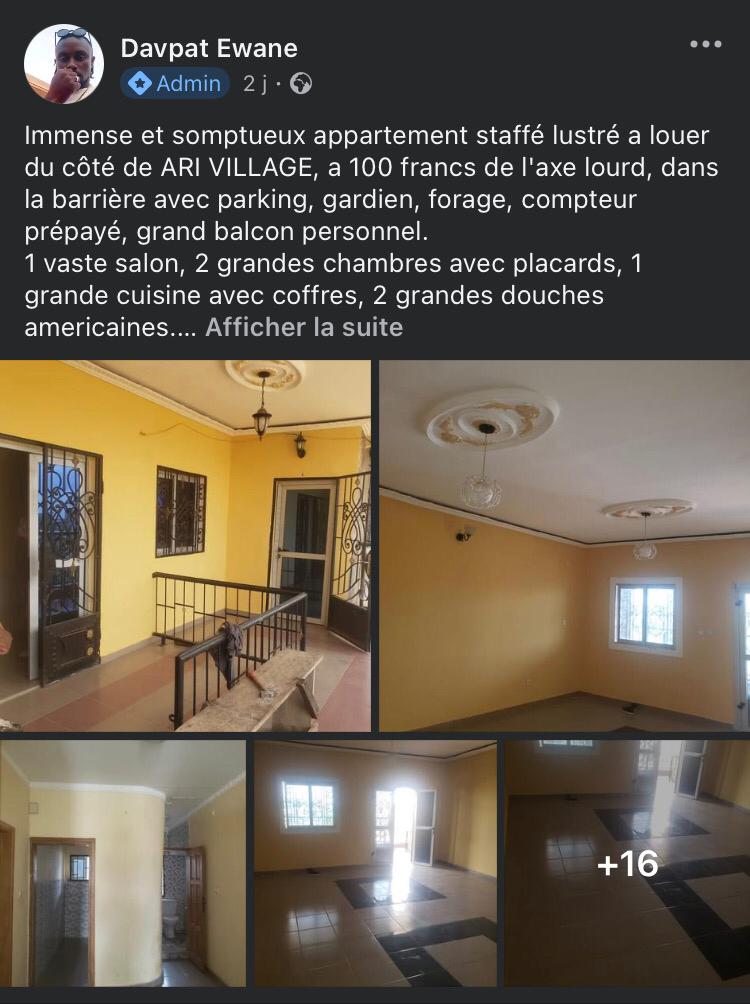 Davpat Ewane
Admin 2 j ·
Immense et somptueux appartement staffé lustré a louer
du côté de ARI VILLAGE, a 100 francs de l'axe lourd, dans
la barrière avec parking, gardien, forage, compteur
prépayé, grand balcon personnel.
1 vaste salon, 2 grandes chambres avec placards, 1
grande cuisine avec coffres, 2 grandes douches
americaines.... Afficher la suite
+16